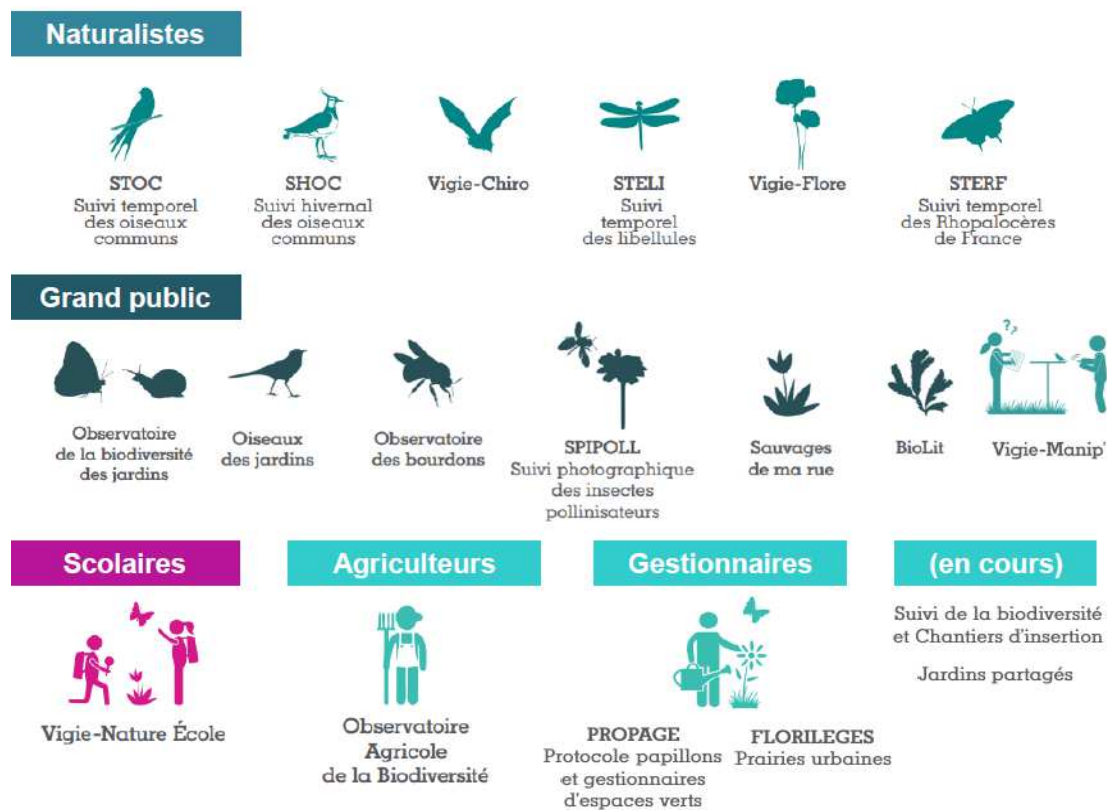 Naturalistes
STOC
Suivi temporel
des oiseaux
communs
SHOC
Suivi hivernal
des oiseaux
communs
Vigie-Chiro
STELI
Suivi
temporel
des libellules
Vigie-Flore
STERF
Suivi temporel
des Rhopalocères
de France
Grand public
Observatoire
de la biodiversité
des jardins
Oiseaux
des jardins
Observatoire
des bourdons
SPIPOLL
Suivi photographique
des insectes
pollinisateurs
Sauvages
de ma rue
BioLit
??
Vigie-Manip'
Scolaires
Vigie-Nature École
Agriculteurs
Observatoire
Agricole
de la Biodiversité
Gestionnaires
PROPAGE
Protocole papillons
et gestionnaires
d'espaces verts
FLORILEGES
Prairies urbaines
(en cours)
Suivi de la biodiversité
et Chantiers d'insertion
Jardins partagés